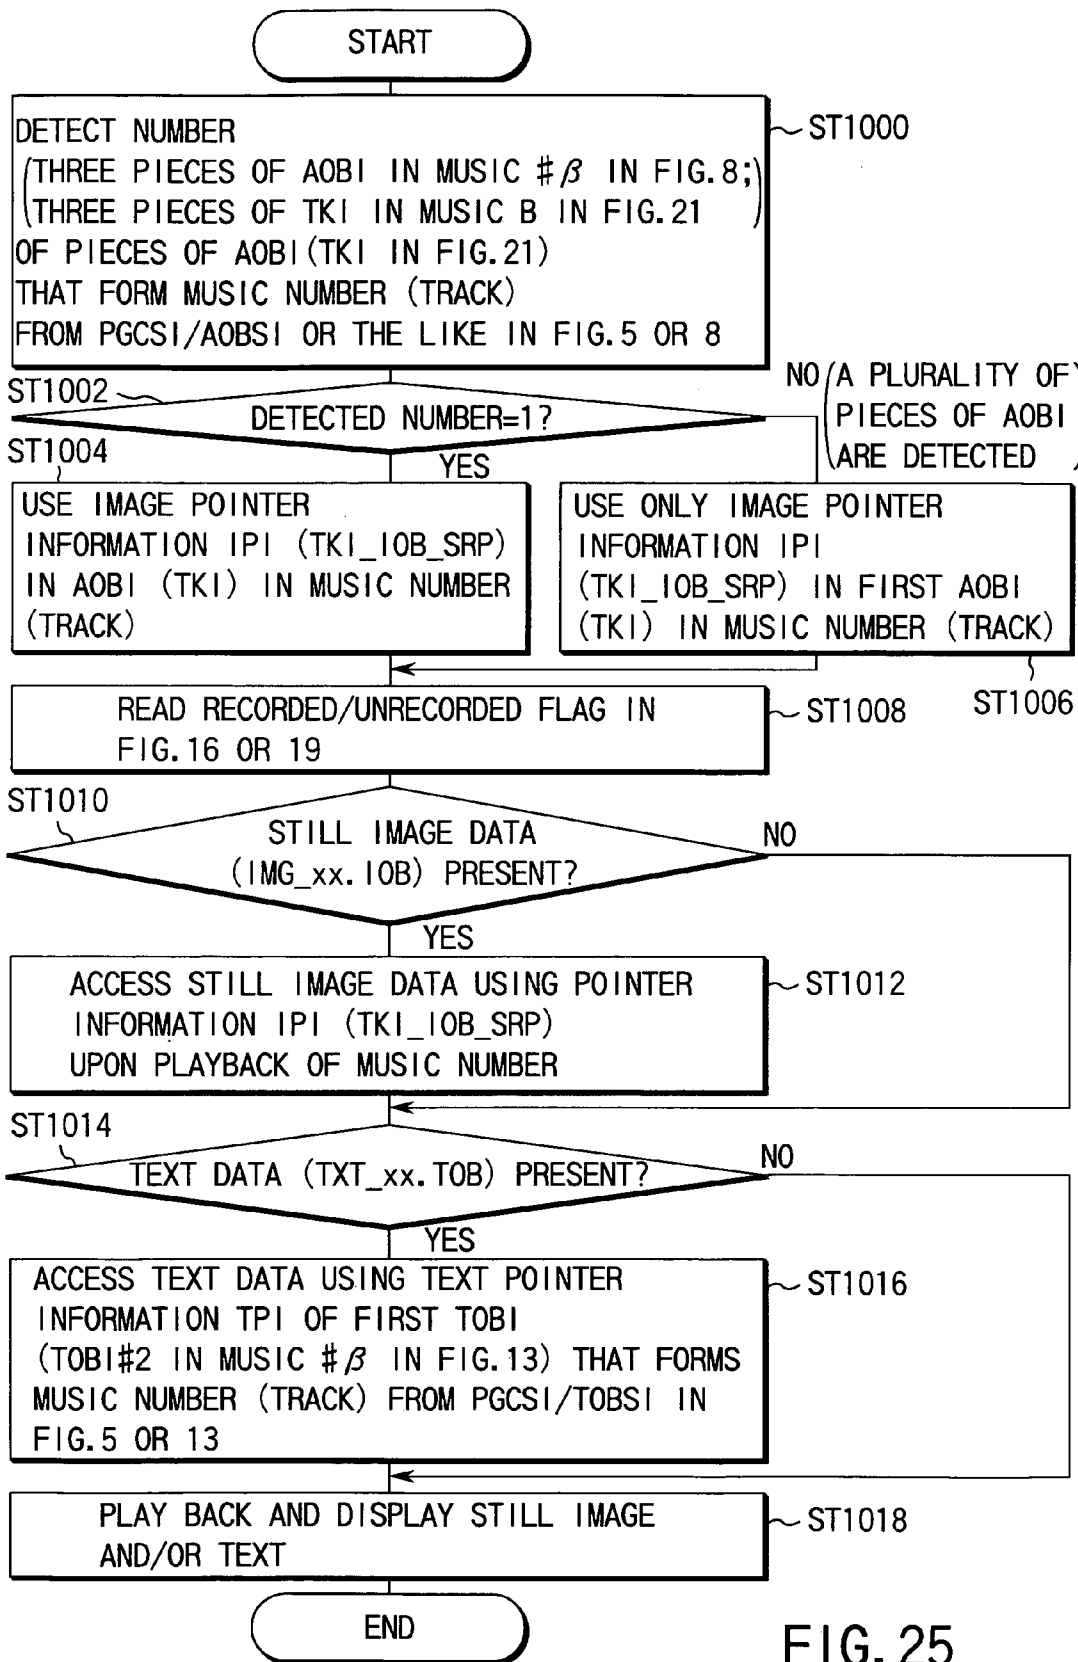 START
DETECT NUMBER
(THREE PIECES OF AOBI IN MUSIC #β IN FIG.8;
THREE PIECES OF TKI IN MUSIC B IN FIG.21)
OF PIECES OF AOBI(TKI IN FIG.21)
THAT FORM MUSIC NUMBER (TRACK)
FROM PGCSI/AOBSI OR THE LIKE IN FIG.5 OR 8
ST1000
ST1002
DETECTED NUMBER=1?
NO (A PLURALITY OF
PIECES OF AOBI
ARE DETECTED)
YES
ST1004
USE IMAGE POINTER
INFORMATION IPI (TKI_IOB_SRP)
IN AOBI (TKI) IN MUSIC NUMBER
(TRACK)
USE ONLY IMAGE POINTER
INFORMATION IPI
(TKI_IOB_SRP) IN FIRST AOBI
(TKI) IN MUSIC NUMBER (TRACK)
ST1006
READ RECORDED/UNRECORDED FLAG IN
FIG.16 OR 19
ST1008
ST1010
STILL IMAGE DATA
(IMG_xx.IOB) PRESENT?
NO
YES
ACCESS STILL IMAGE DATA USING POINTER
INFORMATION IPI (TKI_IOB_SRP)
UPON PLAYBACK OF MUSIC NUMBER
ST1012
ST1014
TEXT DATA (TXT_xx.TOB) PRESENT?
NO
YES
ACCESS TEXT DATA USING TEXT POINTER
INFORMATION TPI OF FIRST TOBI
(TOBI#2 IN MUSIC #β IN FIG.13) THAT FORMS
MUSIC NUMBER (TRACK) FROM PGCSI/TOBSI IN
FIG.5 OR 13
ST1016
PLAY BACK AND DISPLAY STILL IMAGE
AND/OR TEXT
ST1018
END
FIG.25